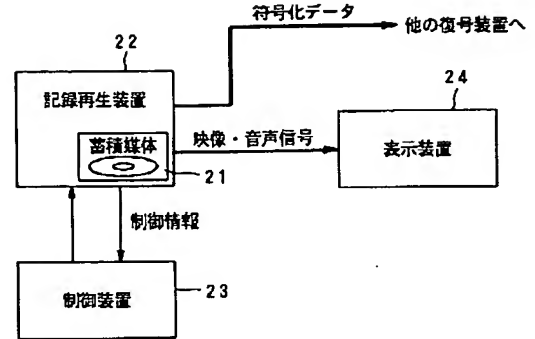 符号化データ
他の復号装置へ
22
記録再生装置
24
蓄積媒体
映像・音声信号
表示装置
21
制御情報
制御装置
23